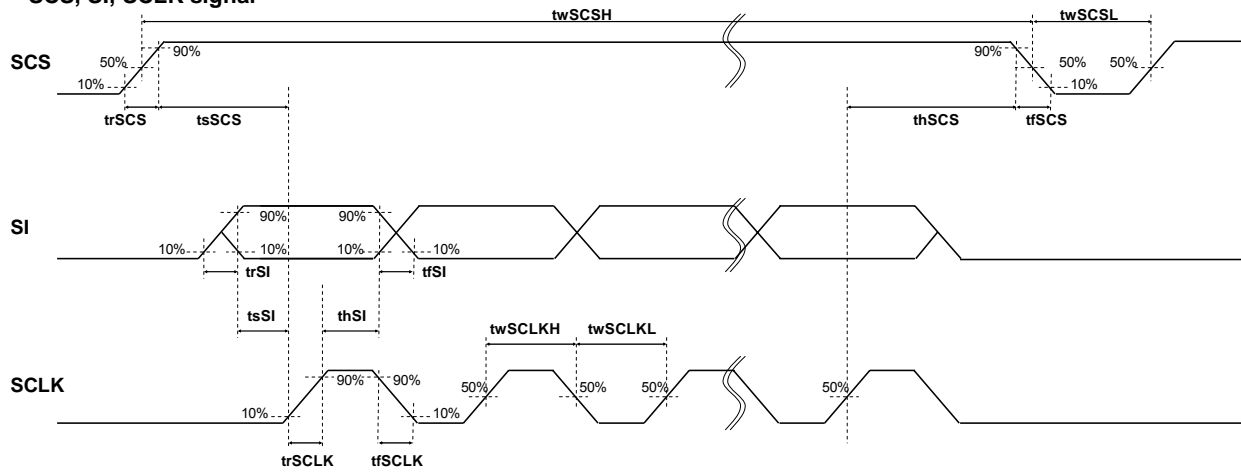 SCS, SI, SCLK signal
twSCSH twSCSL
90% 90%
SCS 50% 50% 50%
10% 10%
trSCS tsSCS thSCS tfSCS
SI
90% 90%
10% 10% 10% 10%
trSI tfSI
tsSI thSI
twSCLKH twSCLKL
SCLK
90% 90%
50% 50% 50% 50%
10% 10%
trSCLK tfSCLK